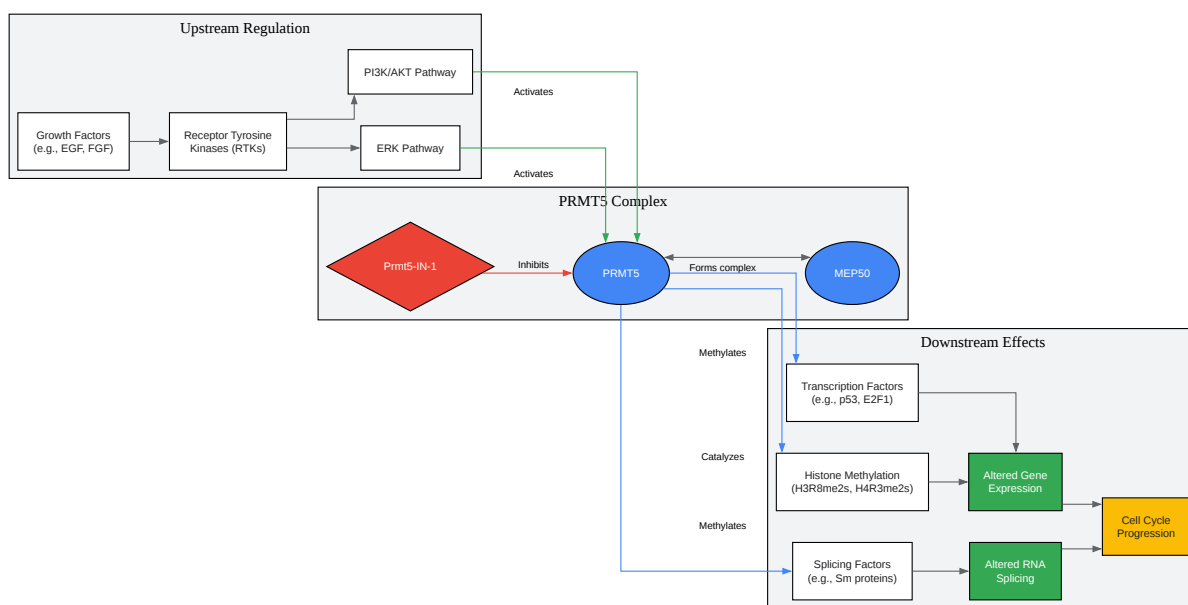 Upstream Regulation
PI3K/AKT Pathway
Activates
Growth Factors
(e.g., EGF, FGF)
Receptor Tyrosine
Kinases (RTKs)
ERK Pathway
Activates
PRMT5 Complex
Prmt5-IN-1
Inhibits
PRMT5
Forms complex
MEP50
Downstream Effects
Methylates
Transcription Factors
(e.g., p53, E2F1)
Catalyzes
Histone Methylation
(H3R8me2s, H4R3me2s)
Altered Gene
Expression
Cell Cycle
Progression
Methylates
Splicing Factors
(e.g., Sm proteins)
Altered RNA
Splicing